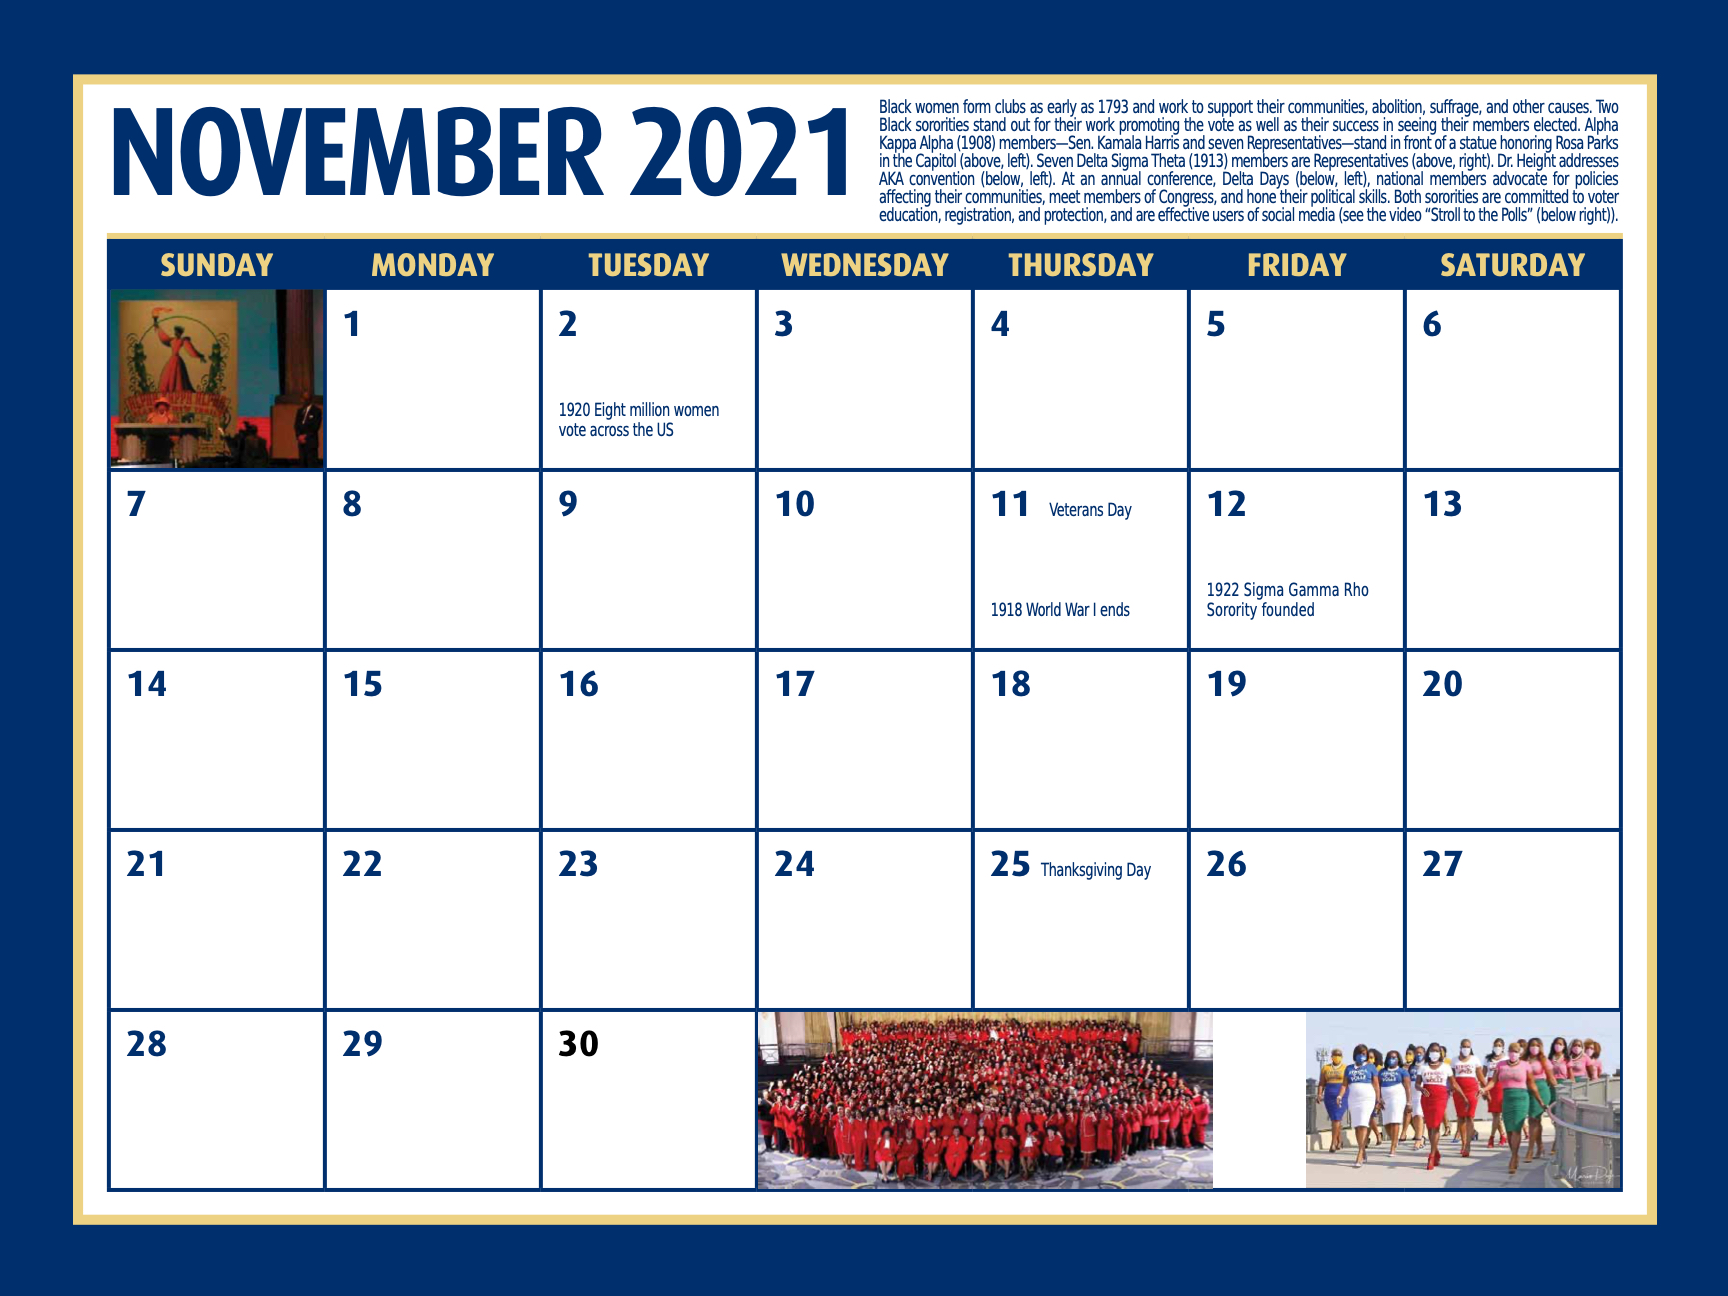 NOVEMBER 2021
Black women form clubs as early as 1793 and work to support their communities, abolition, suffrage, and other causes. Two
Black sororities stand out for their work promoting the vote as well as their success in seeing their members elected. Alpha
Kappa Alpha (1908) members—Sen. Kamala Harris and seven Representatives—stand in front of a statue honoring Rosa Parks
in the Capitol (above, left). Seven Delta Sigma Theta (1913) members are Representatives (above, right). Dr. Height addresses
AKA convention (below, left). At an annual conference, Delta Days (below, left), national members advocate for policies
affecting their communities, meet members of Congress, and hone their political skills. Both sororities are committed to voter
education, registration, and protection, and are effective users of social media (see the video “Stroll to the Polls” (below right)).
SUNDAY MONDAY TUESDAY WEDNESDAY THURSDAY FRIDAY SATURDAY
1 2 3 4 5 6
1920 Eight million women
vote across the US
7 8 9 10 11 Veterans Day 12 13
1918 World War I ends
1922 Sigma Gamma Rho
Sorority founded
14 15 16 17 18 19 20
21 22 23 24 25 Thanksgiving Day 26 27
28 29 30